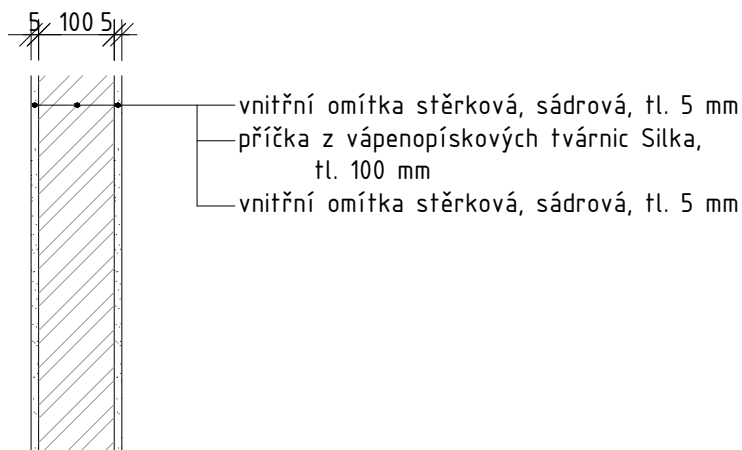 5 100 5
vnitřní omítka stěrková, sádrová, tl. 5 mm
příčka z vápenopískových tvárnic Silka,
tl. 100 mm
vnitřní omítka stěrková, sádrová, tl. 5 mm